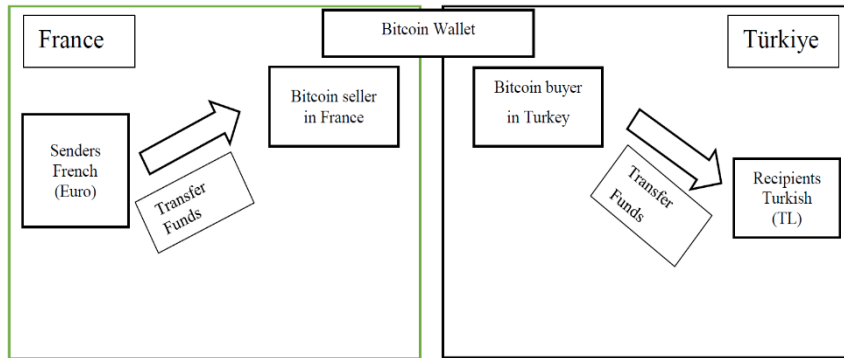 France
Bitcoin Wallet
Türkiye
Bitcoin seller
in France
Bitcoin buyer
in Turkey
Senders
French
(Euro)
Transfer
Funds
Transfer
Funds
Recipients
Turkish
(TL)